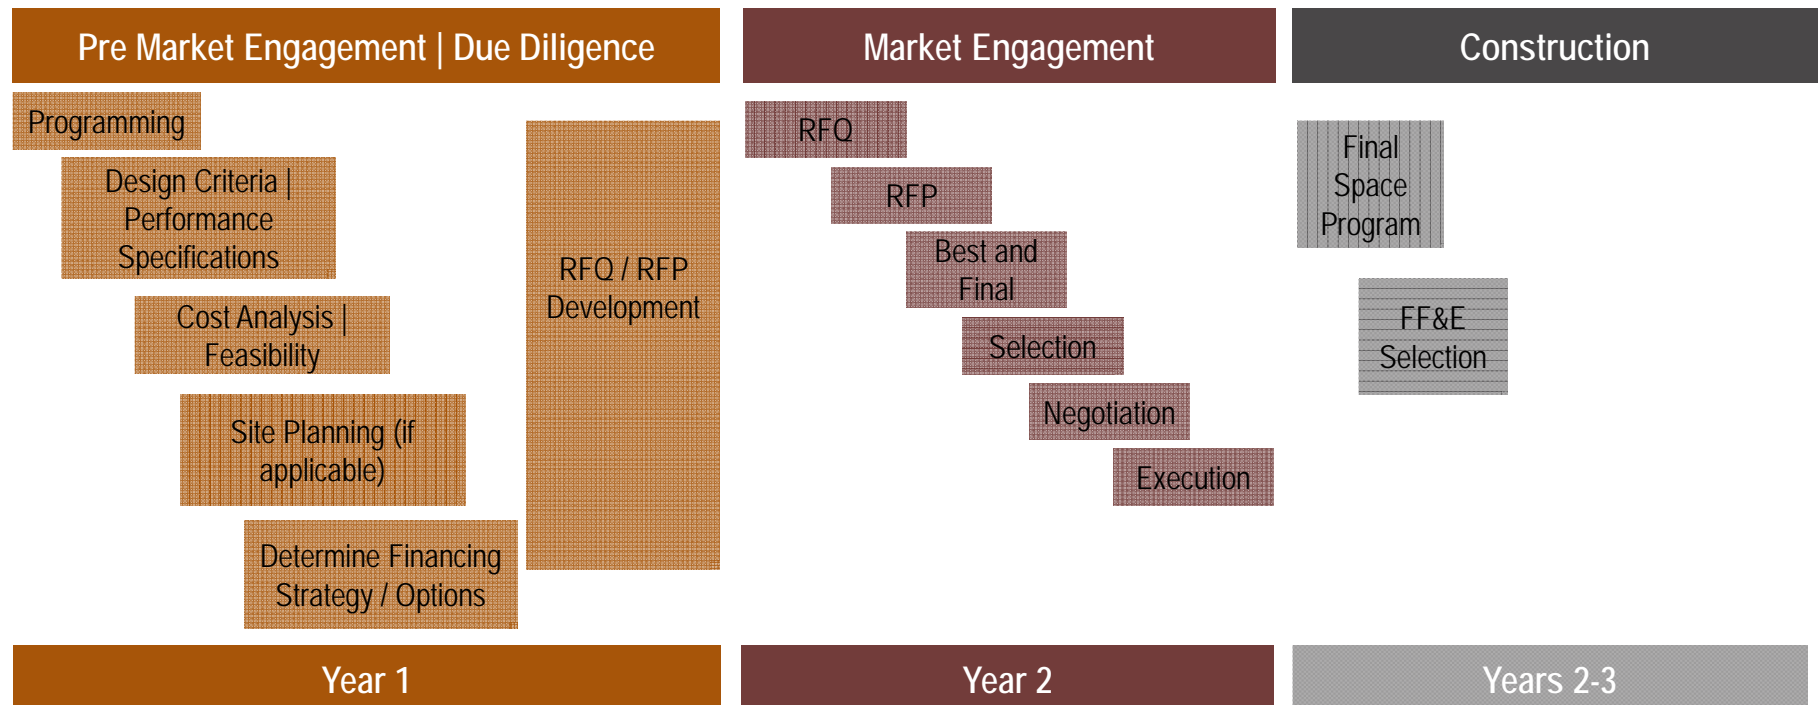 Pre Market Engagement | Due Diligence
Market Engagement
Construction
Programming
Design Criteria |
Performance
Specifications
Cost Analysis |
Feasibility
Site Planning (if
applicable)
Determine Financing
Strategy / Options
RFQ / RFP
Development
RFQ
RFP
Best and
Final
Selection
Negotiation
Execution
Final
Space
Program
FF&E
Selection
Year 1
Year 2
Years 2-3